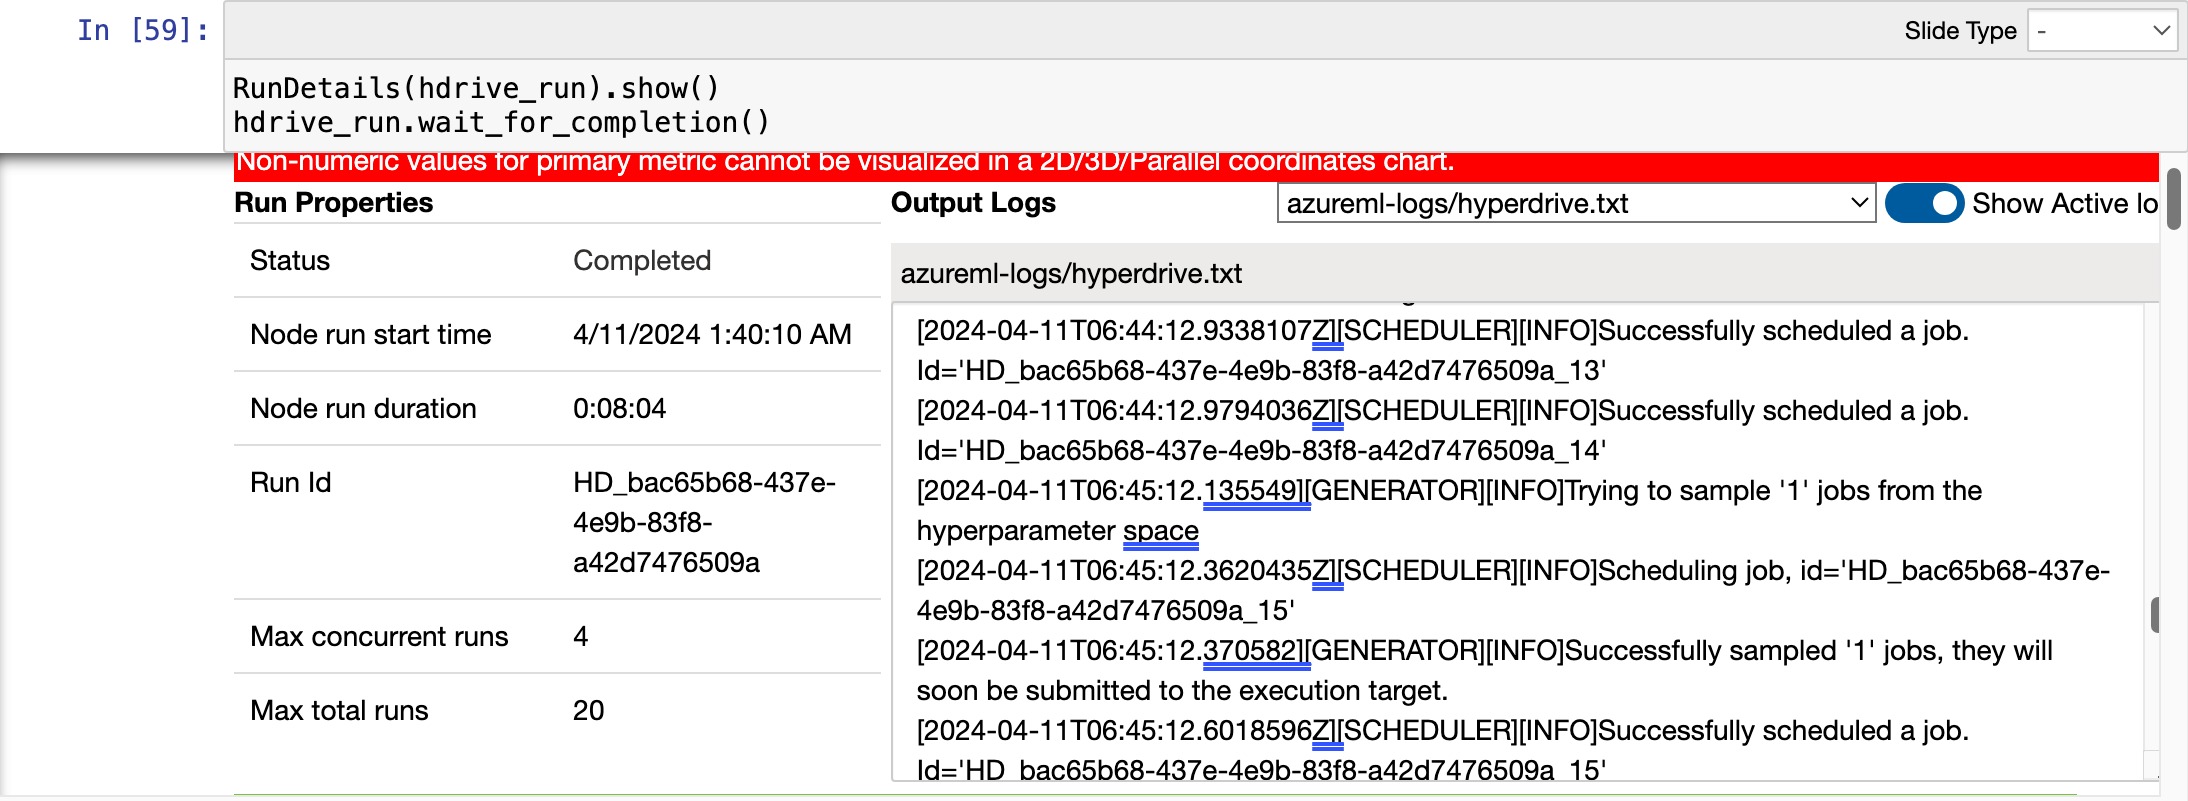 In [59]:
Slide Type -
RunDetails(hdrive_run).show()
hdrive_run.wait_for_completion()
Non-numeric values for primary metric cannot be visualized in a 2D/3D/Parallel coordinates chart.
Run Properties
Status Completed
Node run start time 4/11/2024 1:40:10 AM
Node run duration 0:08:04
Run Id HD_bac65b68-437e-
4e9b-83f8-
a42d7476509a
Max concurrent runs 4
Max total runs 20
Output Logs azureml-logs/hyperdrive.txt Show Active lo
azureml-logs/hyperdrive.txt
[2024-04-11T06:44:12.9338107Z][SCHEDULER][INFO]Successfully scheduled a job.
Id='HD_bac65b68-437e-4e9b-83f8-a42d7476509a_13'
[2024-04-11T06:44:12.9794036Z][SCHEDULER][INFO]Successfully scheduled a job.
Id='HD_bac65b68-437e-4e9b-83f8-a42d7476509a_14'
[2024-04-11T06:45:12.135549][GENERATOR][INFO]Trying to sample '1' jobs from the
hyperparameter space
[2024-04-11T06:45:12.3620435Z][SCHEDULER][INFO]Scheduling job, id='HD_bac65b68-437e-
4e9b-83f8-a42d7476509a_15'
[2024-04-11T06:45:12.370582][GENERATOR][INFO]Successfully sampled '1' jobs, they will
soon be submitted to the execution target.
[2024-04-11T06:45:12.6018596Z][SCHEDULER][INFO]Successfully scheduled a job.
Id='HD_bac65b68-437e-4e9b-83f8-a42d7476509a_15'